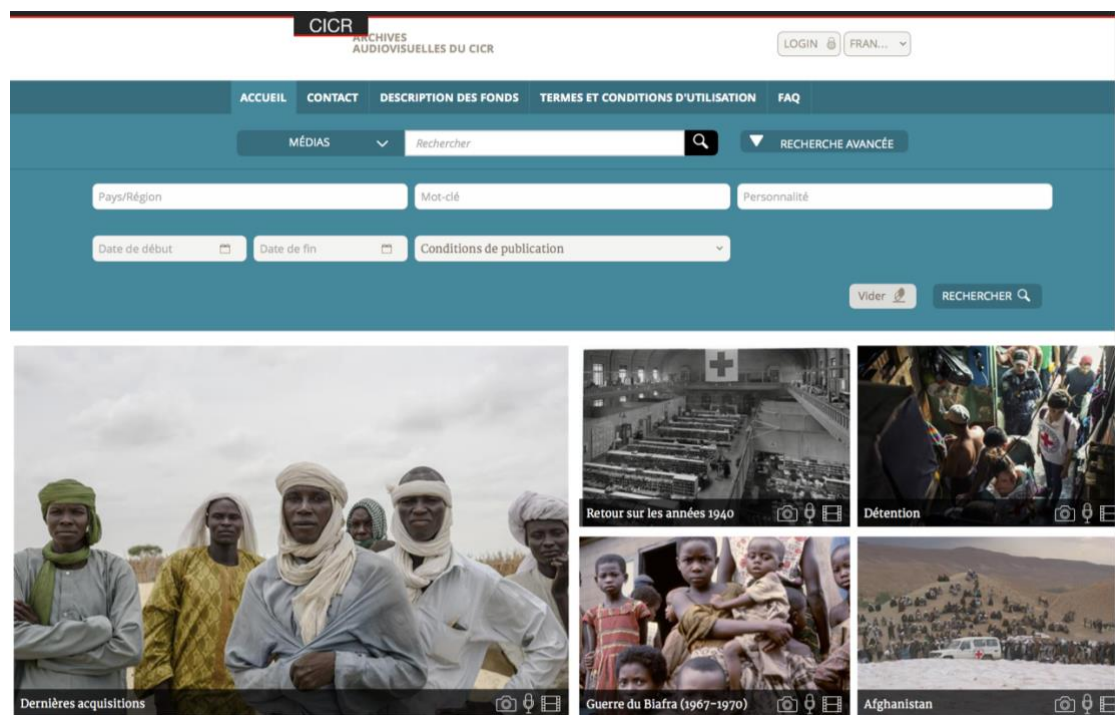 CICR
ARCHIVES
AUDIOVISUELLES DU CICR
LOGIN
FRAN...
ACCUEIL CONTACT DESCRIPTION DES FONDS TERMES ET CONDITIONS D'UTILISATION FAQ
MÉDIAS
Rechercher
RECHERCHE AVANCÉE
Pays/Région
Mot-clé
Personnalité
Date de début
Date de fin
Conditions de publication
Vider
RECHERCHER
Retour sur les années 1940
Détention
Dernières acquisitions
Guerre du Biafra (1967-1970)
Afghanistan